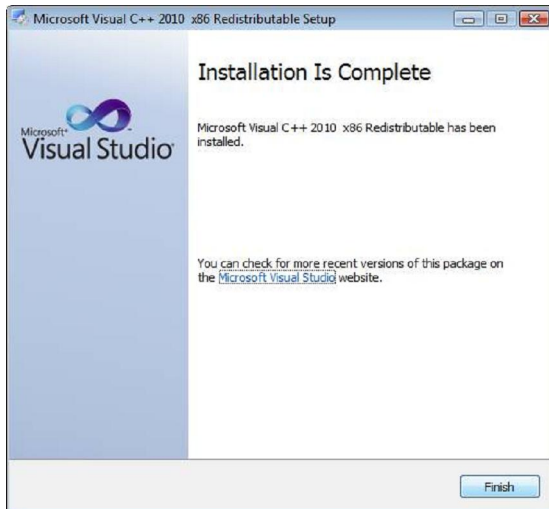 Microsoft Visual C++ 2010  x86 Redistributable Setup
Installation Is Complete
Microsoft
Visual Studio
Microsoft Visual C++ 2010  x86 Redistributable has been
installed.
You can check for more recent versions of this package on
the Microsoft Visual Studio website.
Finish